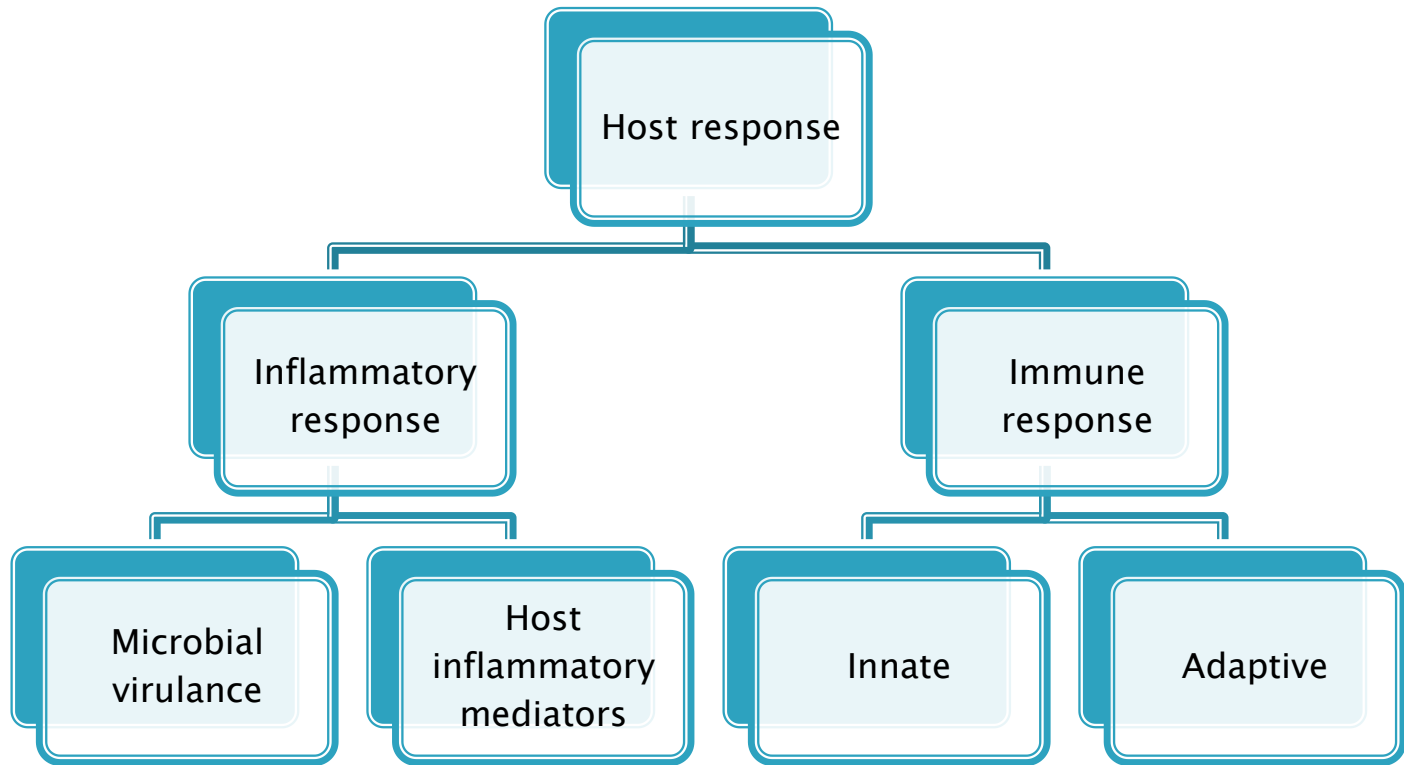 Host response
Inflammatory
response
Immune
response
Microbial
virulance
Host
inflammatory
mediators
Innate
Adaptive